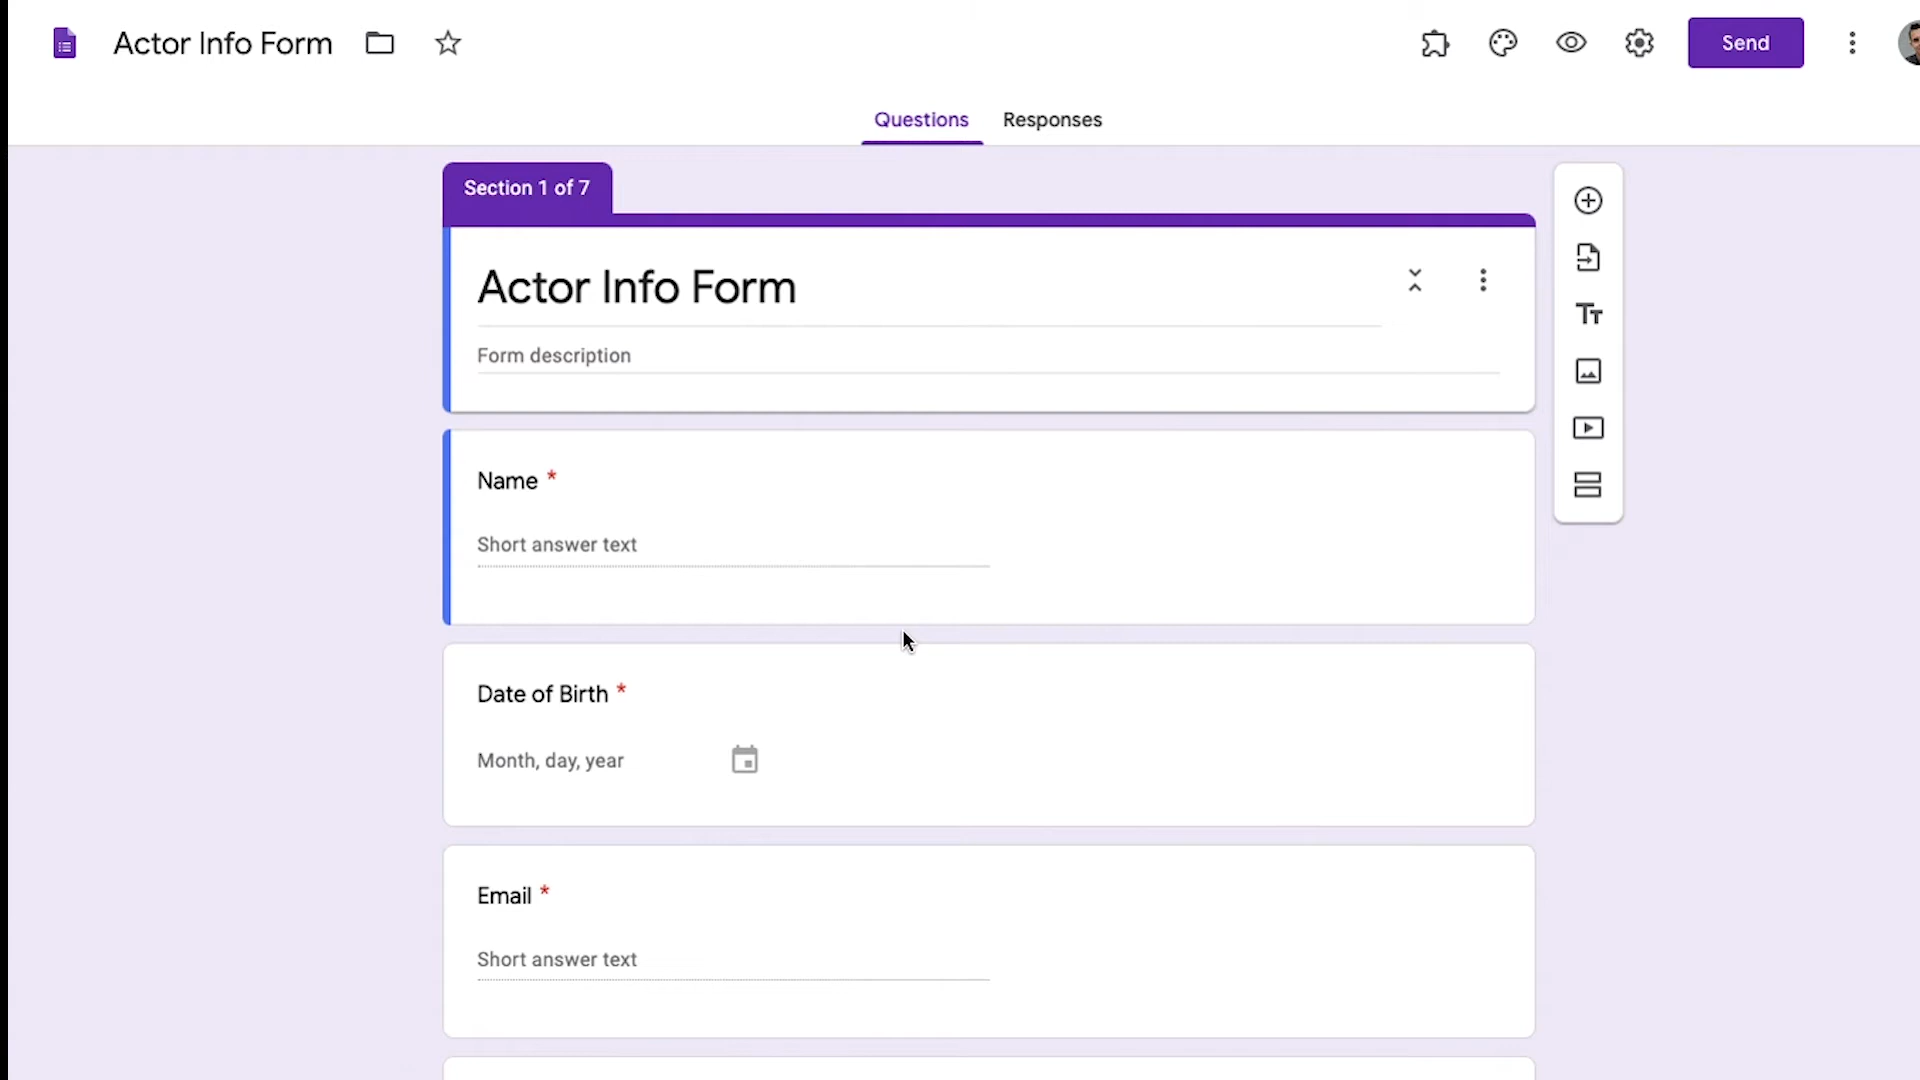 Actor Info Form
Send
Questions Responses
Section 1 of 7
Actor Info Form
Form description
Name *
Short answer text
Date of Birth *
Month, day, year
Email *
Short answer text